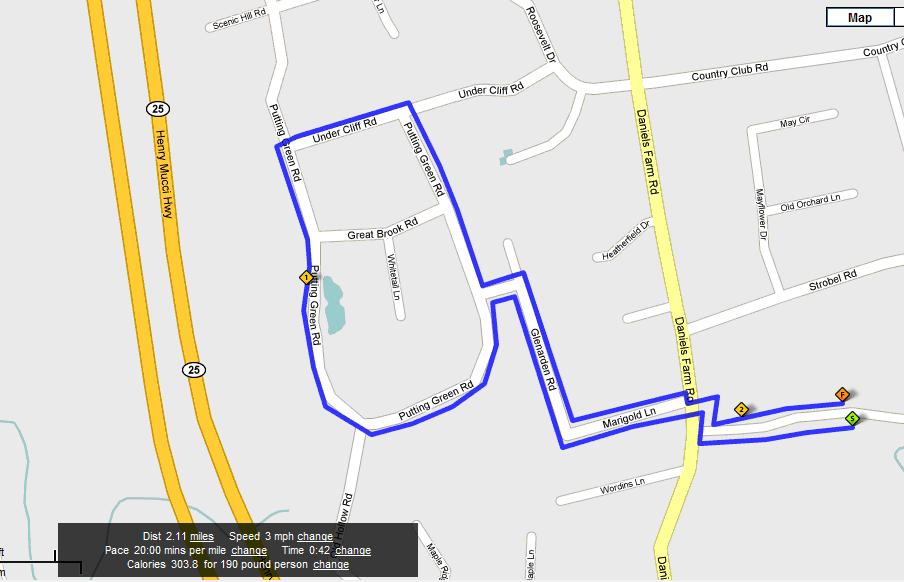 Scenic Hill Rd
Ln
Roosevelt Dr
Map
Country
Country Club Rd
25
Under Cliff Rd
Putting Green Rd
Under Cliff Rd
Putting Green Rd
Daniels Farm Rd
May Cir
Henry Mucci Hwy
Mayflower Dr
Old Orchard Ln
Great Brook Rd
Heatherfield Dr
Whitetail Ln
1
Putting Green Rd
Strobel Rd
Daniels Farm Rd
Glenarden Rd
25
Putting Green Rd
Marigold Ln
2
F
S
Wordins Ln
Hollow Rd
Maple
Dist 2.11 miles Speed 3 mph change
Pace 20:00 mins per mile change Time 0:42 change
Calories 303.8 for 190 pound person change
aple Ln
Dani
ft
m